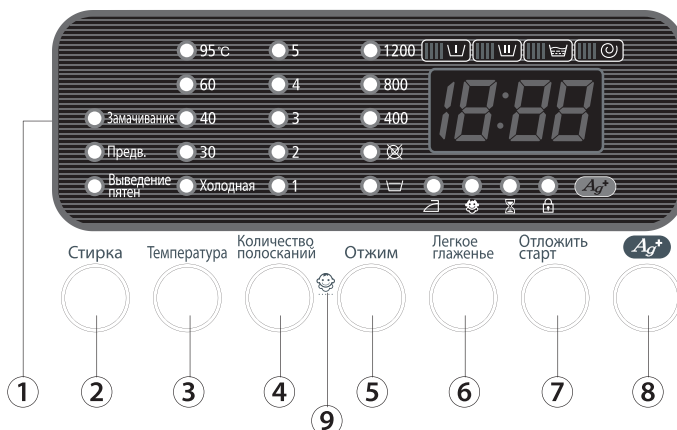 95°C 5 1200
60 4 800
Замачивание 40 3 400 18:88
Предв. 30 2
Выведение
пятен Холодная 1 Ag+
Стирка Температура Количество
полосканий Отжим Легкое
глаженье Отложить
старт Ag+
1 2 3 4 5 6 7 8
9